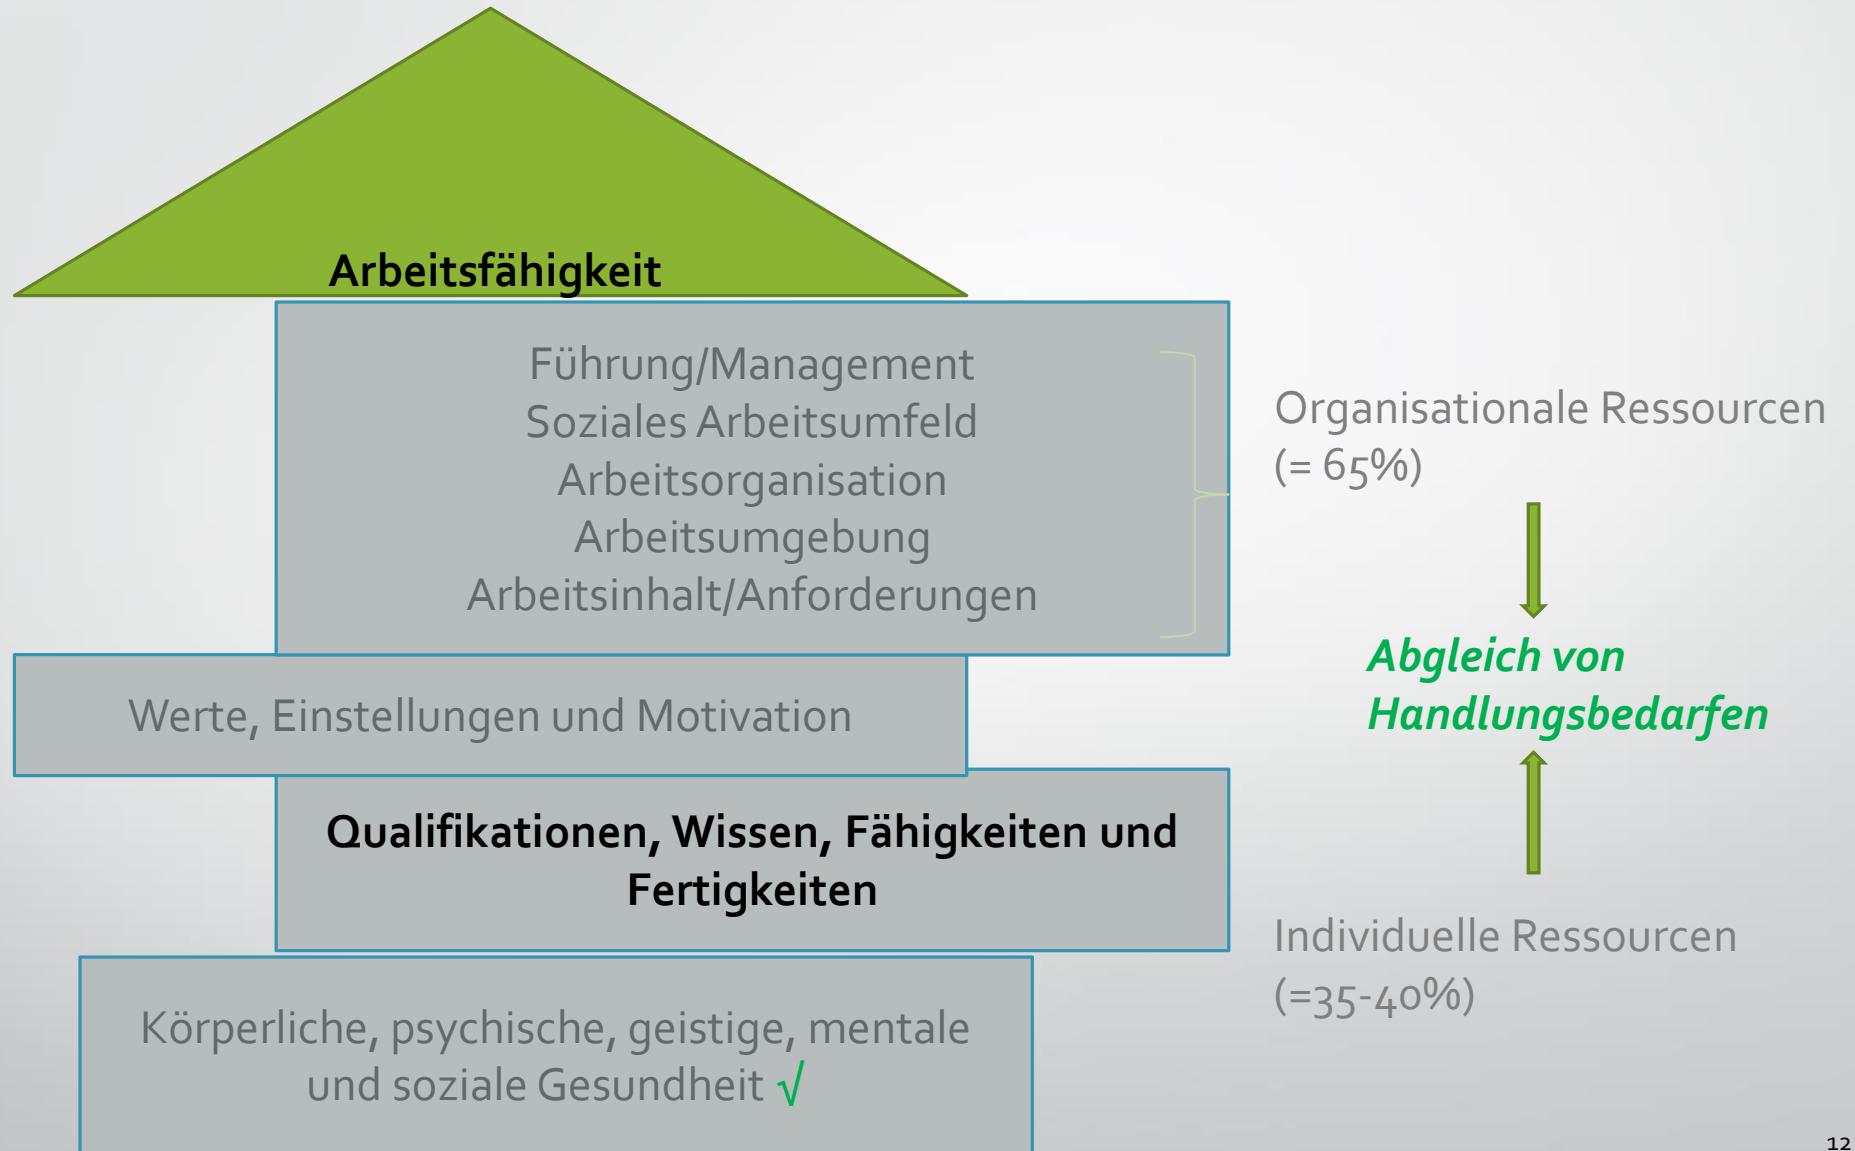 Arbeitsfähigkeit
Führung/Management
Soziales Arbeitsumfeld
Arbeitsorganisation
Arbeitsumgebung
Arbeitsinhalt/Anforderungen
Organisationale Ressourcen
(= 65%)
Abgleich von
Handlungsbedarfen
Werte, Einstellungen und Motivation
Qualifikationen, Wissen, Fähigkeiten und
Fertigkeiten
Individuelle Ressourcen
(=35-40%)
Körperliche, psychische, geistige, mentale
und soziale Gesundheit √
12